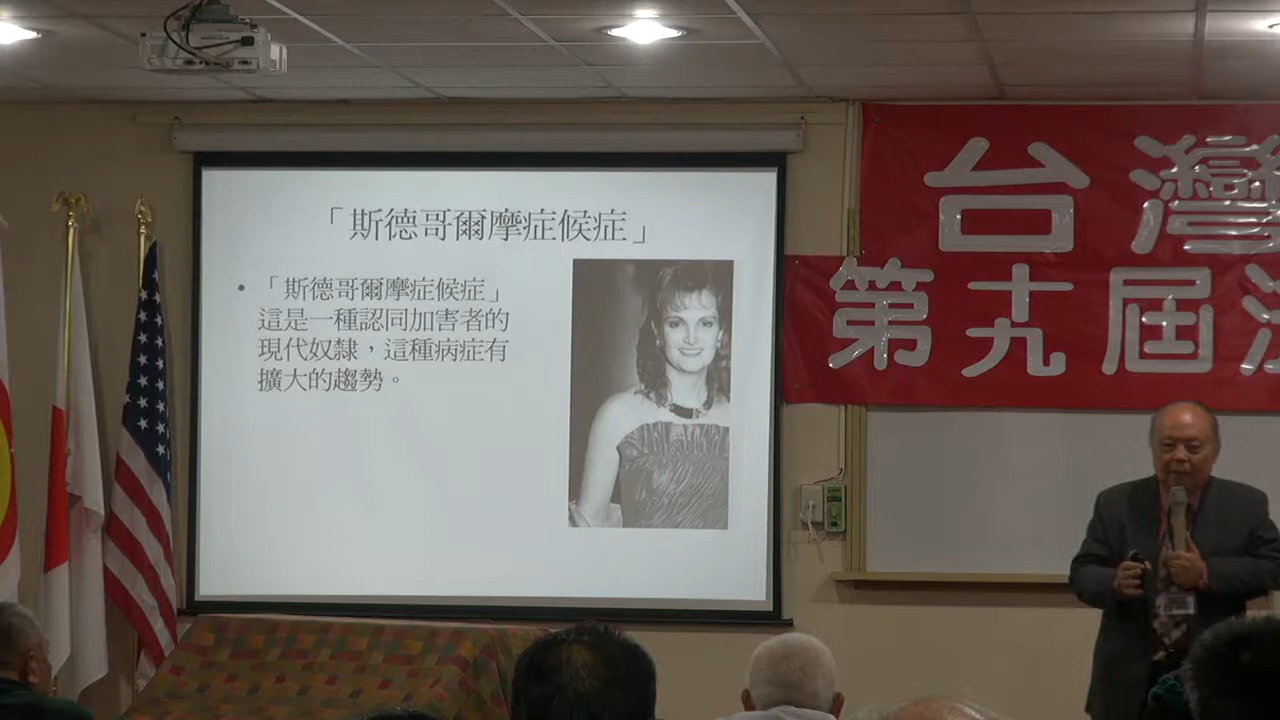 「斯德哥爾摩症候症」
• 「斯德哥爾摩症候症」
這是一種認同加害者的
現代奴隸，這種病症有
擴大的趨勢。
台灣
第十九屆